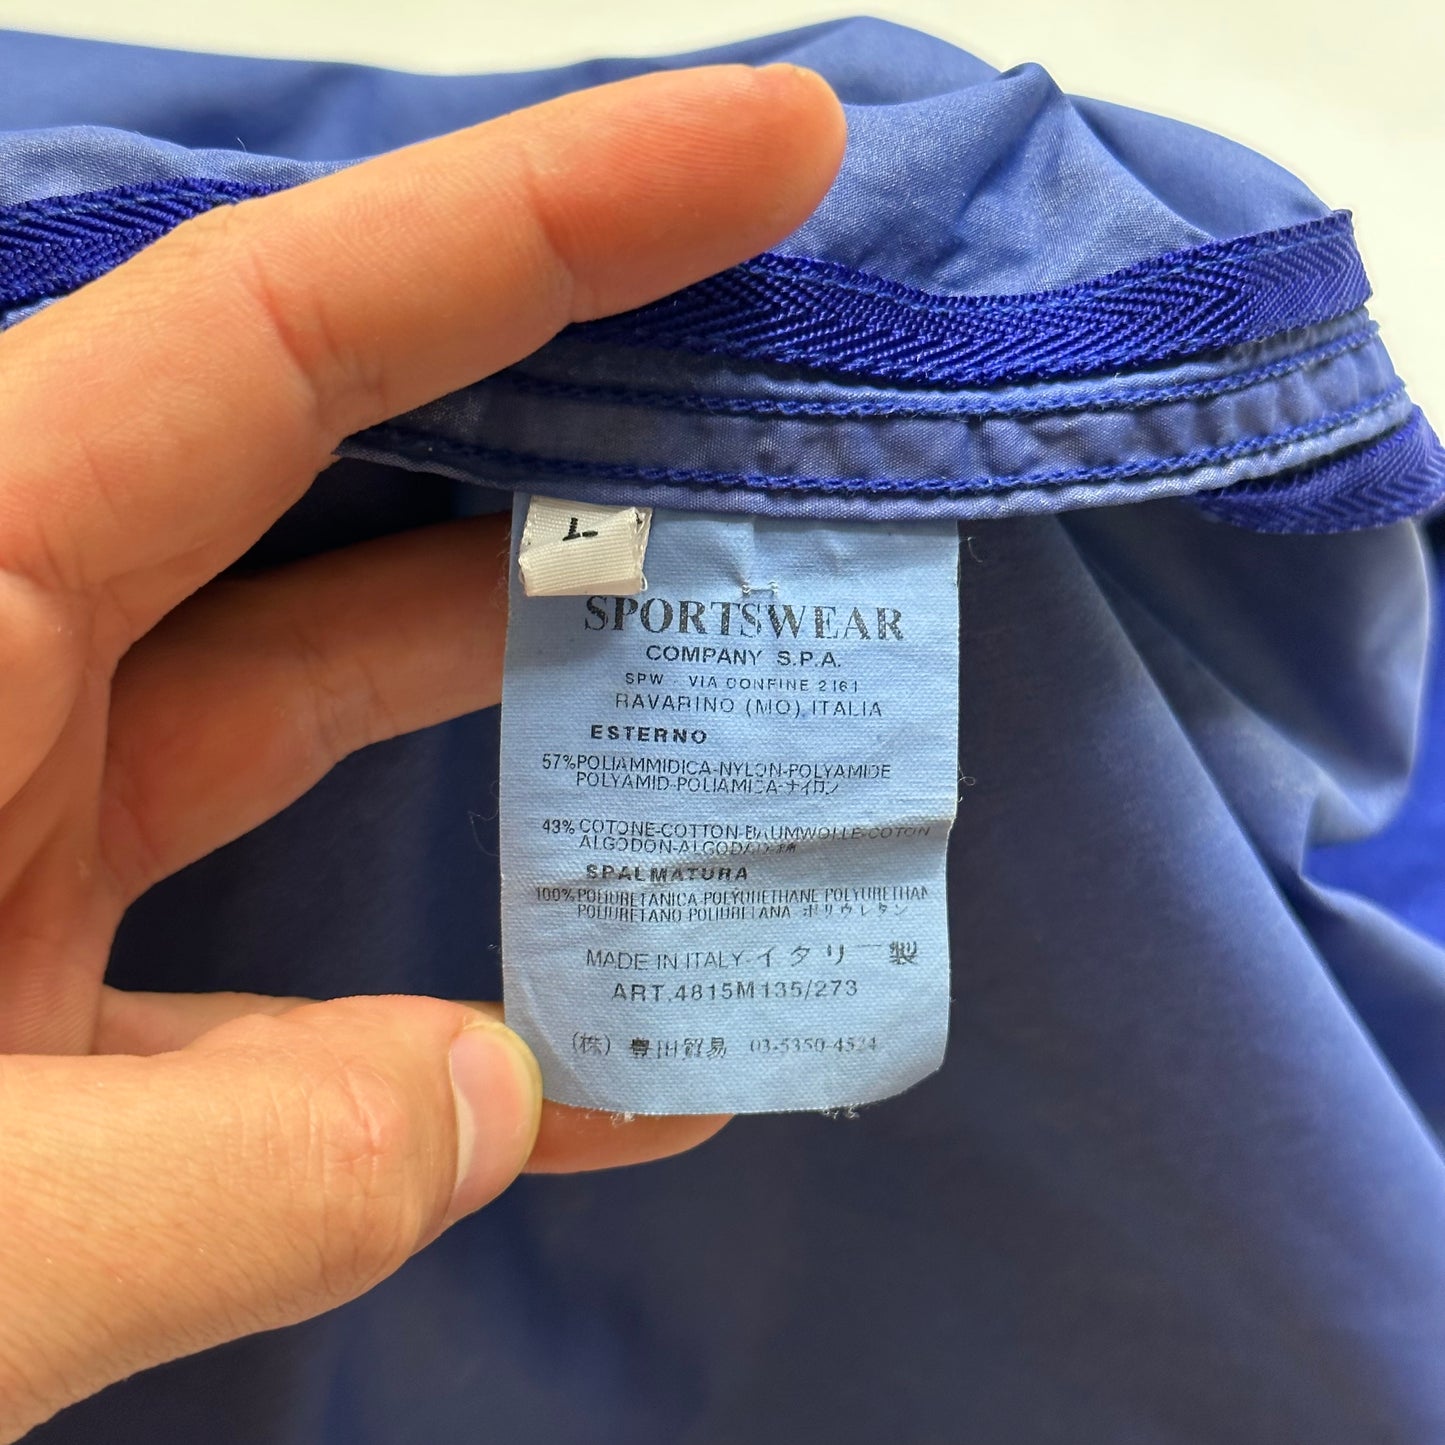 L
SPORTSWEAR
COMPANY S.P.A.
SPW - VIA CONFINE 2161
RAVARINO (MO) ITALIA
ESTERNO
57%POLIAMMIDICA-NYLON-POLYAMIDE
POLYAMID-POLIAMIDA-ナイロン
43% COTONE-COTTON-BAUMWOLLE-COTON
ALGODON-ALGODAO-綿
SPALMATURA
100%POLIURETANICA-POLYURETHANE POLYURETHAN
POLIURETANO-POLIURETANA ポリウレタン
MADE IN ITALY-イタリー製
ART.4815M135/273
(株) 豊田貿易 03-5350-4524